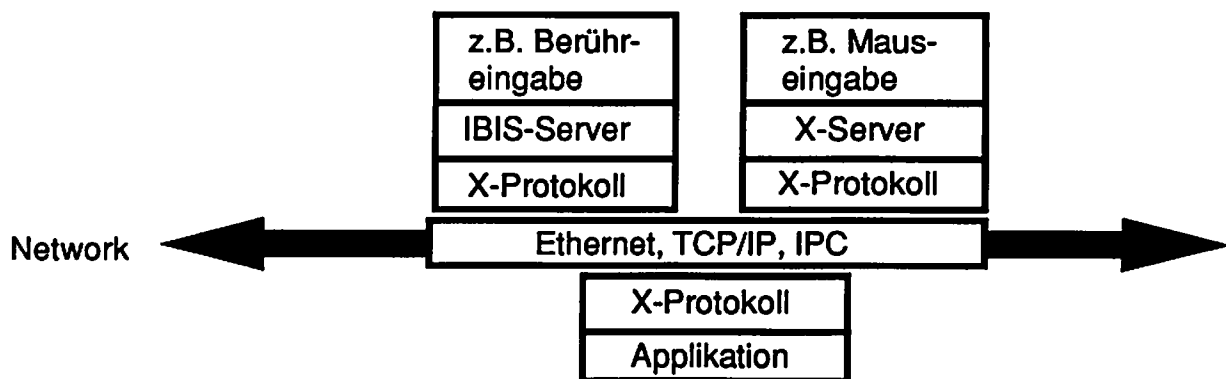 z.B. Berühr-
eingabe
IBIS-Server
X-Protokoll
z.B. Maus-
eingabe
X-Server
X-Protokoll
Network
Ethernet, TCP/IP, IPC
X-Protokoll
Applikation